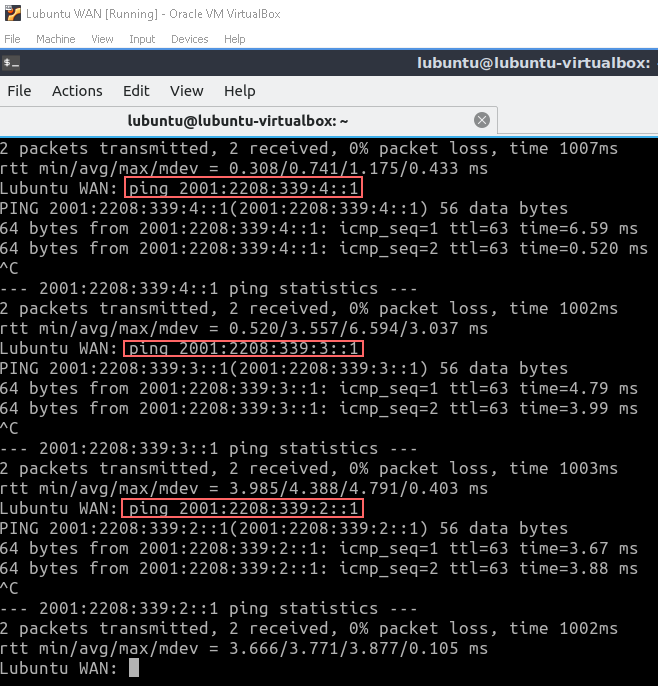 Lubuntu WAN [Running] - Oracle VM VirtualBox
File Machine View Input Devices Help
$_ lubuntu@lubuntu-virtualbox:
File Actions Edit View Help
lubuntu@lubuntu-virtualbox: ~
2 packets transmitted, 2 received, 0% packet loss, time 1007ms
rtt min/avg/max/mdev = 0.308/0.741/1.175/0.433 ms
Lubuntu WAN: ping 2001:2208:339:4::1
PING 2001:2208:339:4::1(2001:2208:339:4::1) 56 data bytes
64 bytes from 2001:2208:339:4::1: icmp_seq=1 ttl=63 time=6.59 ms
64 bytes from 2001:2208:339:4::1: icmp_seq=2 ttl=63 time=0.520 ms
^C
--- 2001:2208:339:4::1 ping statistics ---
2 packets transmitted, 2 received, 0% packet loss, time 1002ms
rtt min/avg/max/mdev = 0.520/3.557/6.594/3.037 ms
Lubuntu WAN: ping 2001:2208:339:3::1
PING 2001:2208:339:3::1(2001:2208:339:3::1) 56 data bytes
64 bytes from 2001:2208:339:3::1: icmp_seq=1 ttl=63 time=4.79 ms
64 bytes from 2001:2208:339:3::1: icmp_seq=2 ttl=63 time=3.99 ms
^C
--- 2001:2208:339:3::1 ping statistics ---
2 packets transmitted, 2 received, 0% packet loss, time 1003ms
rtt min/avg/max/mdev = 3.985/4.388/4.791/0.403 ms
Lubuntu WAN: ping 2001:2208:339:2::1
PING 2001:2208:339:2::1(2001:2208:339:2::1) 56 data bytes
64 bytes from 2001:2208:339:2::1: icmp_seq=1 ttl=63 time=3.67 ms
64 bytes from 2001:2208:339:2::1: icmp_seq=2 ttl=63 time=3.88 ms
^C
--- 2001:2208:339:2::1 ping statistics ---
2 packets transmitted, 2 received, 0% packet loss, time 1002ms
rtt min/avg/max/mdev = 3.666/3.771/3.877/0.105 ms
Lubuntu WAN: